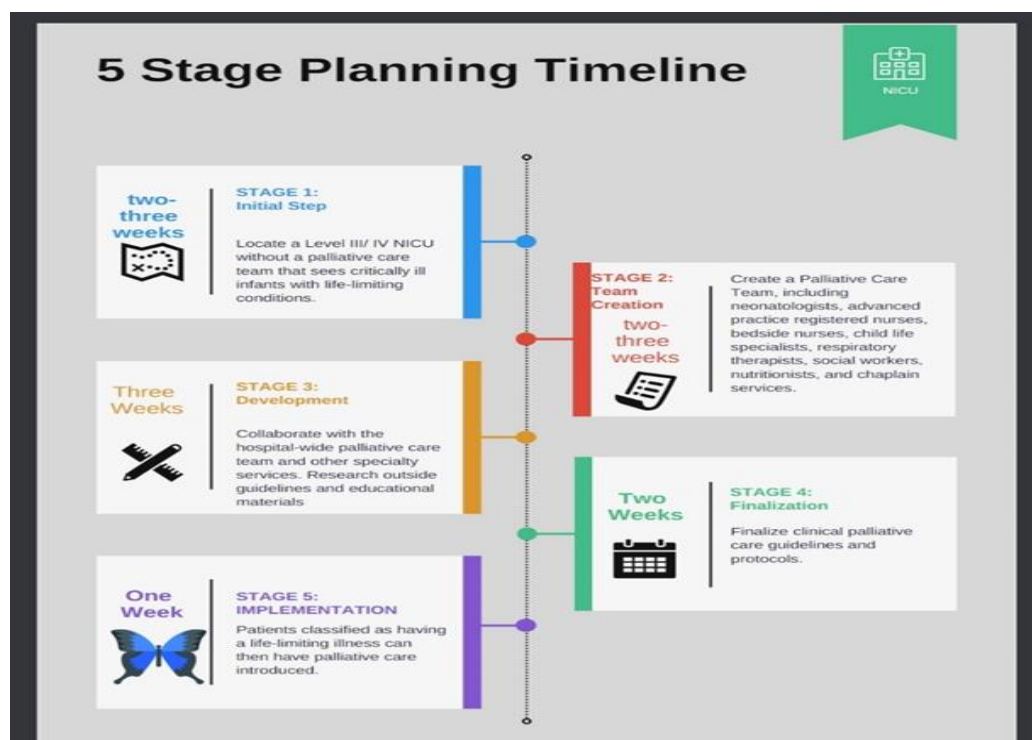 5 Stage Planning Timeline
NICU
two-
three
weeks
STAGE 1:
Initial Step
Locate a Level III/ IV NICU
without a palliative care
team that sees critically ill
infants with life-limiting
conditions.
STAGE 2:
Team
Creation
two-
three
weeks
Create a Palliative Care
Team, including
neonatologists, advanced
practice registered nurses,
bedside nurses, child life
specialists, respiratory
therapists, social workers,
nutritionists, and chaplain
services.
Three
Weeks
STAGE 3:
Development
Collaborate with the
hospital-wide palliative care
team and other specialty
services. Research outside
guidelines and educational
materials
Two
Weeks
STAGE 4:
Finalization
Finalize clinical palliative
care guidelines and
protocols.
One
Week
STAGE 5:
IMPLEMENTATION
Patients classified as having
a life-limiting illness can
then have palliative care
introduced.